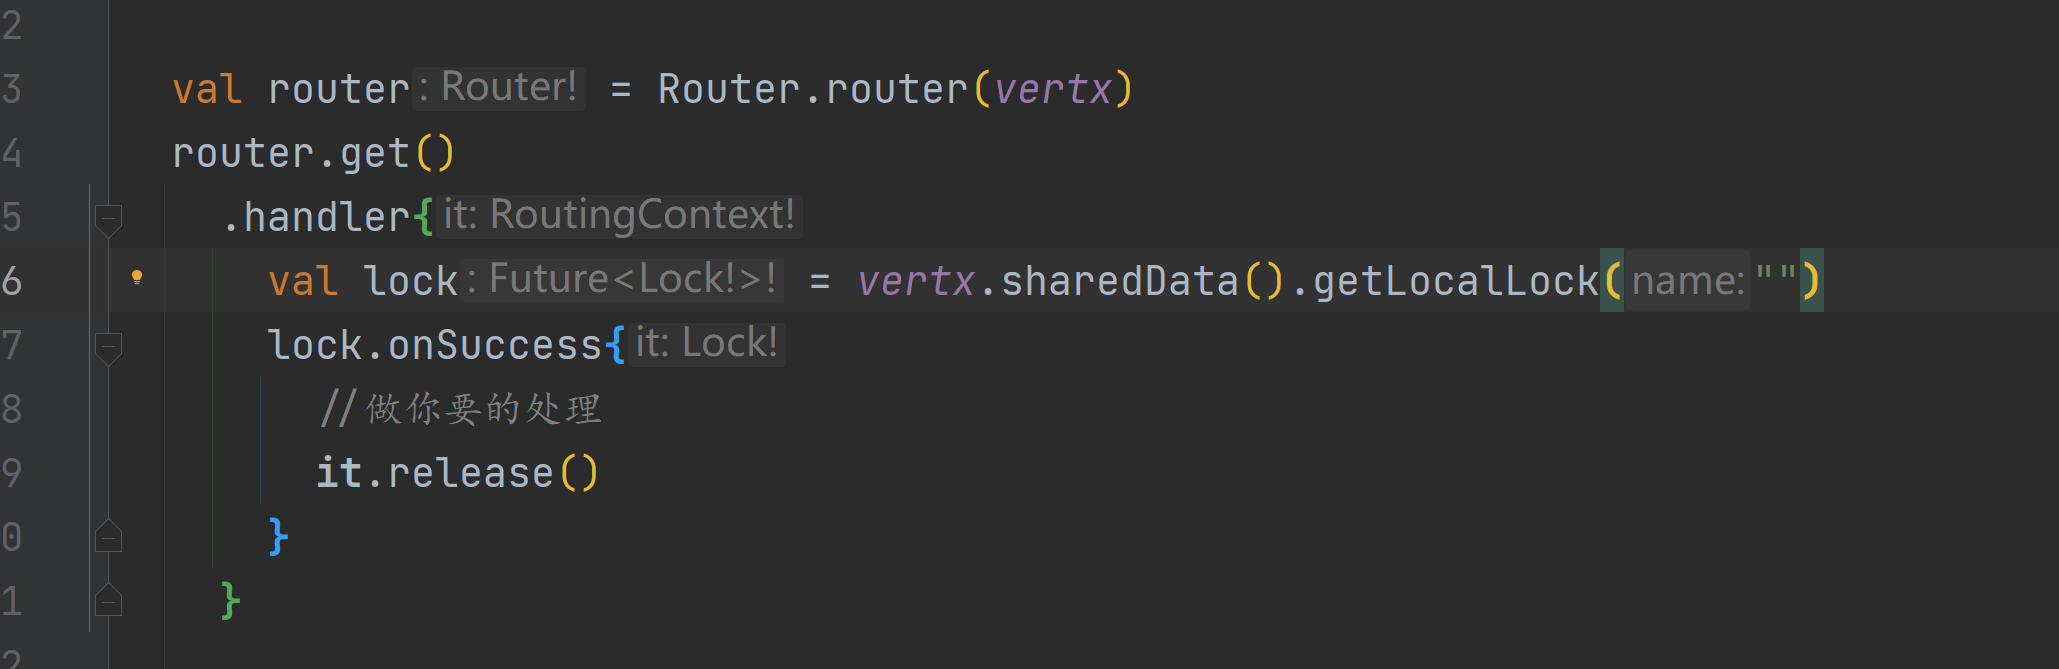 2
3 val router: Router! = Router.router(vertx)
4 router.get()
5 .handler{ it: RoutingContext!
6 val lock: Future<Lock!>! = vertx.sharedData().getLocalLock( name: "")
7 lock.onSuccess{ it: Lock!
8 //做你要的处理
9 it.release()
0 }
1 }
2